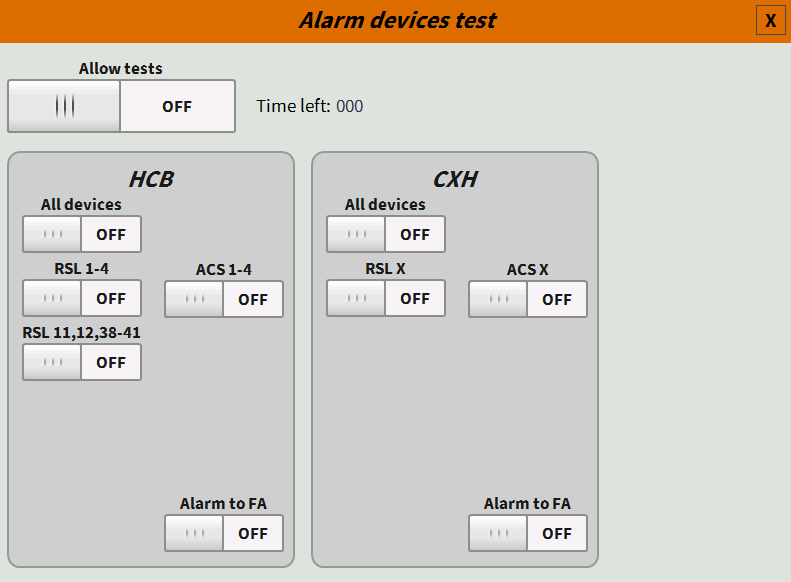 Alarm devices test
X
Allow tests
OFF
Time left: 000
HCB
All devices
OFF
RSL 1-4
OFF
ACS 1-4
OFF
RSL 11,12,38-41
OFF
Alarm to FA
OFF
CXH
All devices
OFF
RSL X
OFF
ACS X
OFF
Alarm to FA
OFF